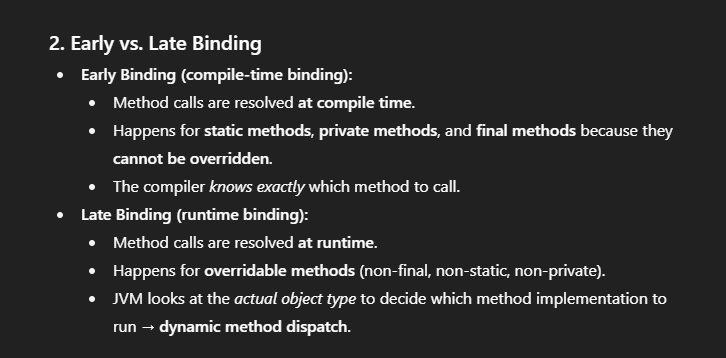 2. Early vs. Late Binding
• Early Binding (compile-time binding):
• Method calls are resolved at compile time.
• Happens for static methods, private methods, and final methods because they
cannot be overridden.
• The compiler knows exactly which method to call.
• Late Binding (runtime binding):
• Method calls are resolved at runtime.
• Happens for overridable methods (non-final, non-static, non-private).
• JVM looks at the actual object type to decide which method implementation to
run → dynamic method dispatch.